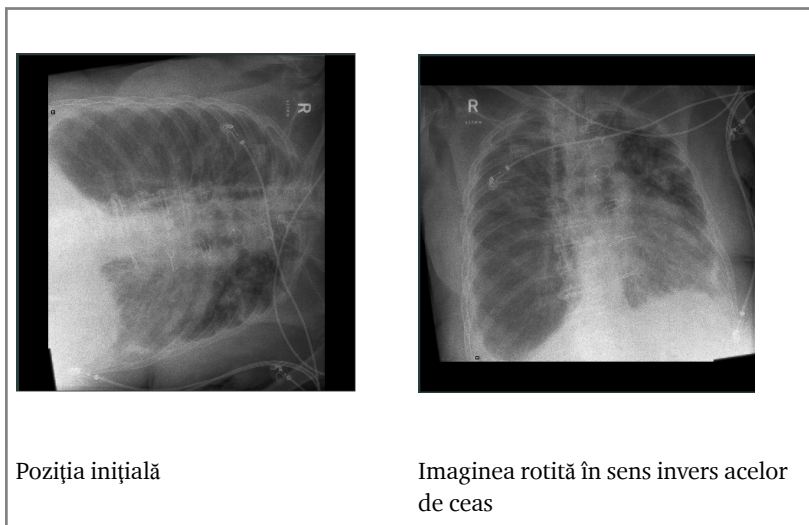 R
R
Poziţia iniţială
Imaginea rotită în sens invers acelor
de ceas